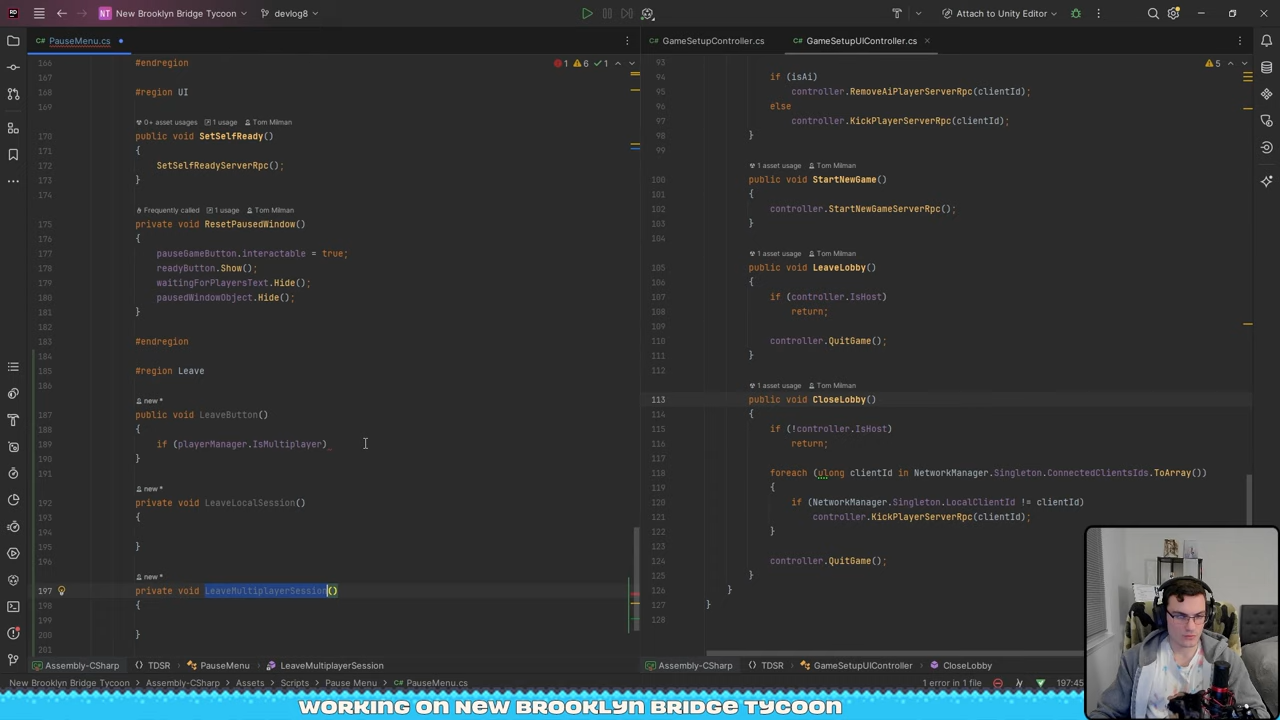 New Brooklyn Bridge Tycoon
devlog8
Attach to Unity Editor
PauseMenu.cs
1 6 1
166 #endregion
167
168 #region UI
169
0+ asset usages 1 usage Tom Milman
170 public void SetSelfReady()
171 {
172 SetSelfReadyServerRpc();
173 }
174
Frequently called 1 usage Tom Milman
175 private void ResetPausedWindow()
176 {
177 pauseGameButton.interactable = true;
178 readyButton.Show();
179 waitingForPlayersText.Hide();
180 pausedWindowObject.Hide();
181 }
182
183 #endregion
184
185 #region Leave
186
new *
187 public void LeaveButton()
188 {
189 if (playerManager.IsMultiplayer)
190 }
191
new *
192 private void LeaveLocalSession()
193 {
194
195 }
196
new *
197 private void LeaveMultiplayerSession()
198 {
199
200 }
201
GameSetupController.cs GameSetupUIController.cs
5
93
94 if (isAi)
95 controller.RemoveAiPlayerServerRpc(clientId);
96 else
97 controller.KickPlayerServerRpc(clientId);
98 }
99
1 asset usage Tom Milman
100 public void StartNewGame()
101 {
102 controller.StartNewGameServerRpc();
103 }
104
1 asset usage Tom Milman
105 public void LeaveLobby()
106 {
107 if (controller.IsHost)
108 return;
109
110 controller.QuitGame();
111 }
112
1 asset usage Tom Milman
113 public void CloseLobby()
114 {
115 if (!controller.IsHost)
116 return;
117
118 foreach (ulong clientId in NetworkManager.Singleton.ConnectedClientsIds.ToArray())
119 {
120 if (NetworkManager.Singleton.LocalClientId != clientId)
121 controller.KickPlayerServerRpc(clientId);
122 }
123
124 controller.QuitGame();
125 }
126 }
127 }
128
Assembly-CSharp TDSR PauseMenu LeaveMultiplayerSession
Assembly-CSharp TDSR GameSetupUIController CloseLobby
New Brooklyn Bridge Tycoon Assembly-CSharp Assets Scripts Pause Menu PauseMenu.cs
1 error in 1 file 197:45
WORKING ON NEW BROOKLYN BRIDGE TYCOON